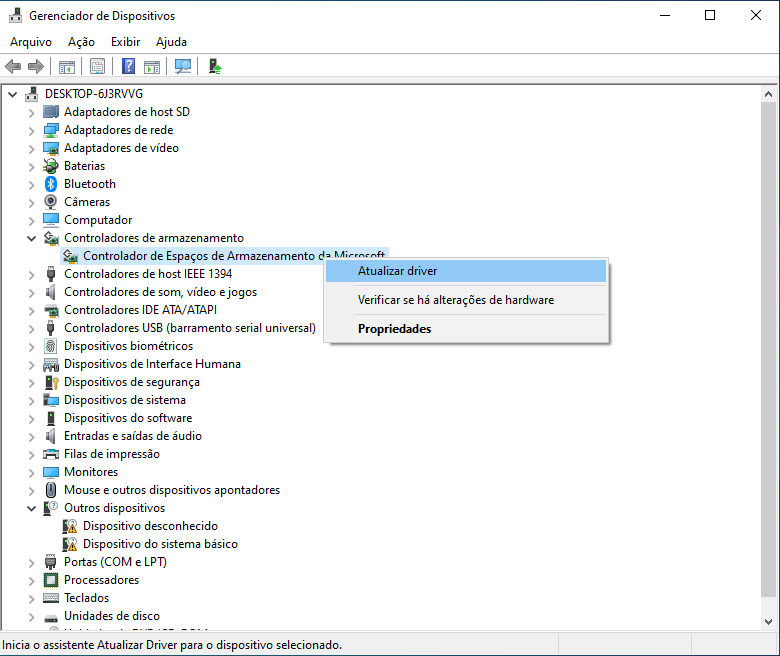 Gerenciador de Dispositivos
Arquivo Ação Exibir Ajuda
DESKTOP-6J3RVVG
Adaptadores de host SD
Adaptadores de rede
Adaptadores de vídeo
Baterias
Bluetooth
Câmeras
Computador
Controladores de armazenamento
Controlador de Espaços de Armazenamento da Microsoft
Atualizar driver
Verificar se há alterações de hardware
Propriedades
Controladores de host IEEE 1394
Controladores de som, vídeo e jogos
Controladores IDE ATA/ATAPI
Controladores USB (barramento serial universal)
Dispositivos biométricos
Dispositivos de Interface Humana
Dispositivos de segurança
Dispositivos de sistema
Dispositivos do software
Entradas e saídas de áudio
Filas de impressão
Monitores
Mouse e outros dispositivos apontadores
Outros dispositivos
Dispositivo desconhecido
Dispositivo do sistema básico
Portas (COM e LPT)
Processadores
Teclados
Unidades de disco
Inicia o assistente Atualizar Driver para o dispositivo selecionado.